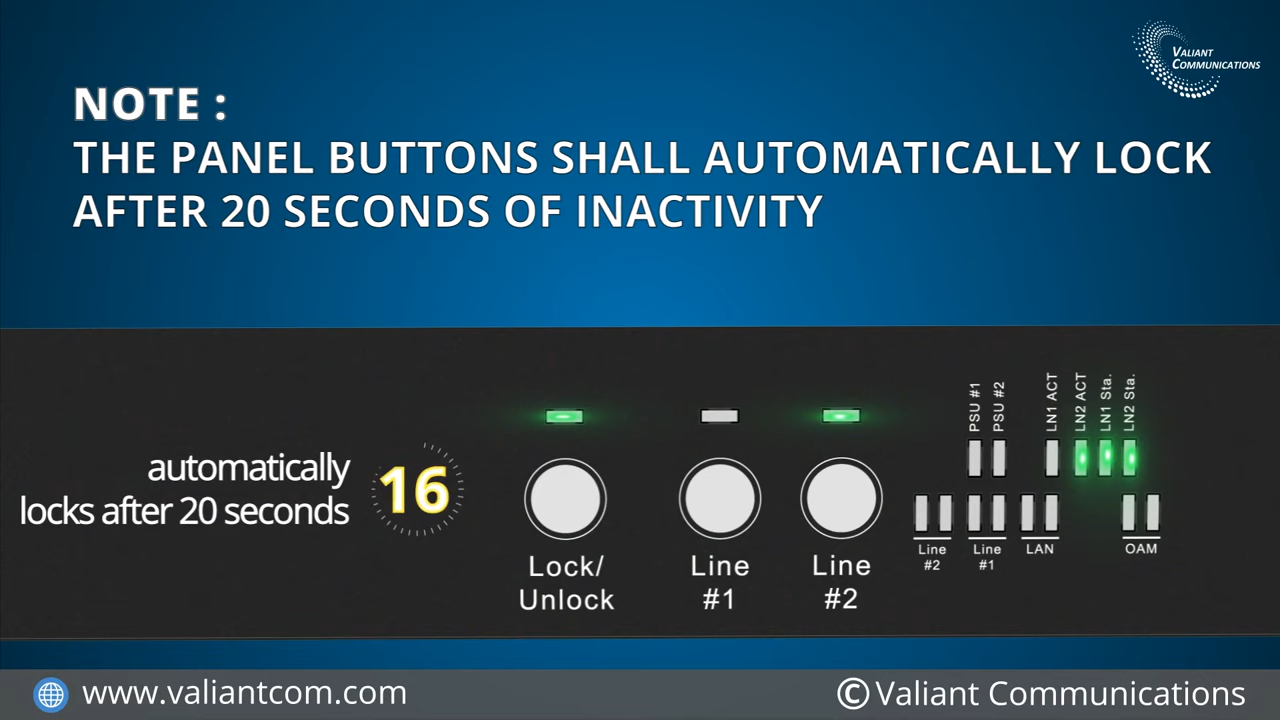 VALIANT
COMMUNICATIONS
NOTE :
THE PANEL BUTTONS SHALL AUTOMATICALLY LOCK
AFTER 20 SECONDS OF INACTIVITY
automatically
locks after 20 seconds
16
Lock/
Unlock
Line
#1
Line
#2
PSU #1
PSU #2
LN1 ACT
LN2 ACT
LN1 Sta.
LN2 Sta.
Line
#2
Line
#1
LAN
OAM
www.valiantcom.com
© Valiant Communications